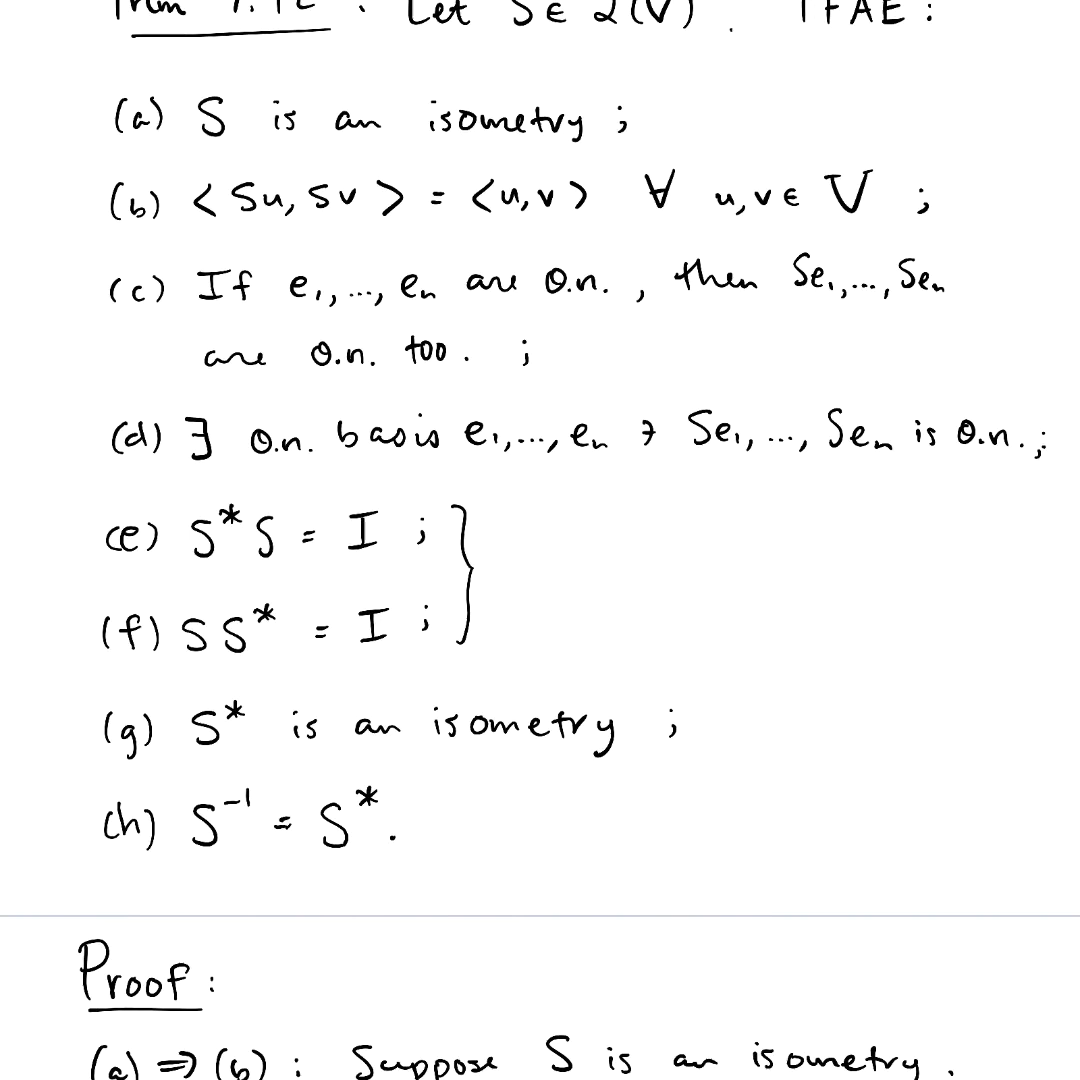 Let S ∈ L(V). TFAE:
(a) S is an isometry;
(b) <Su, Sv> = <u,v> ∀ u,v ∈ V;
(c) If e₁,..., eₙ are o.n., then Se₁,..., Seₙ
are o.n. too. ;
(d) ∃ o.n. basis e₁,..., eₙ ∋ Se₁, ..., Seₙ is o.n.;
(e) S*S = I ; }
(f) SS* = I ;
(g) S* is an isometry ;
(h) S⁻¹ = S*.
Proof:
(a) ⇒ (b): Suppose S is an isometry.